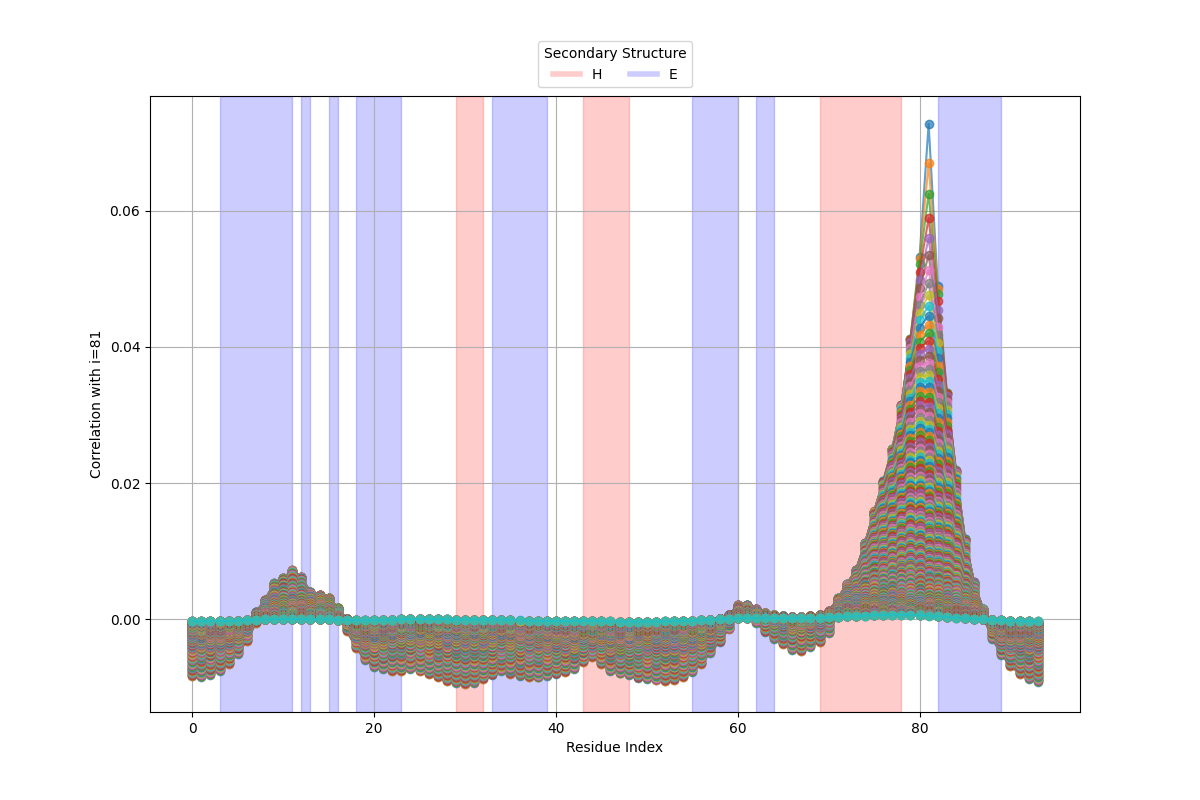 Secondary Structure
H E
0.06
0.04
0.02
0.00
Correlation with i=81
0 20 40 60 80
Residue Index